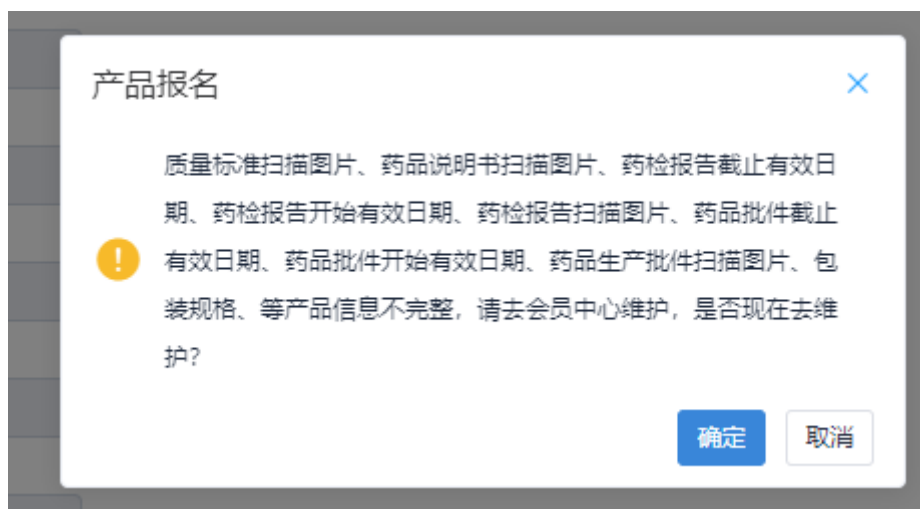 产品报名
质量标准扫描图片、药品说明书扫描图片、药检报告截止有效日
期、药检报告开始有效日期、药检报告扫描图片、药品批件截止
有效日期、药品批件开始有效日期、药品生产批件扫描图片、包
装规格、等产品信息不完整，请去会员中心维护，是否现在去维
护?
确定
取消